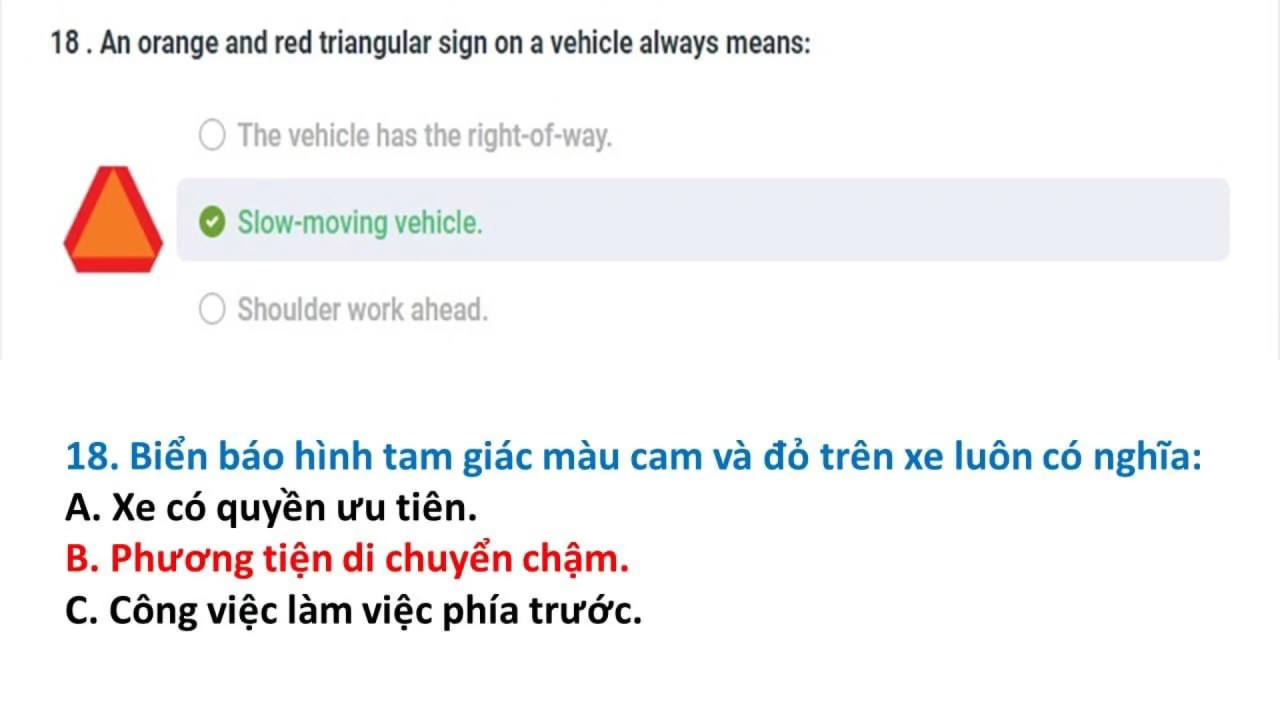 18 . An orange and red triangular sign on a vehicle always means:
The vehicle has the right-of-way.
Slow-moving vehicle.
Shoulder work ahead.
18. Biển báo hình tam giác màu cam và đỏ trên xe luôn có nghĩa:
A. Xe có quyền ưu tiên.
B. Phương tiện di chuyển chậm.
C. Công việc làm việc phía trước.